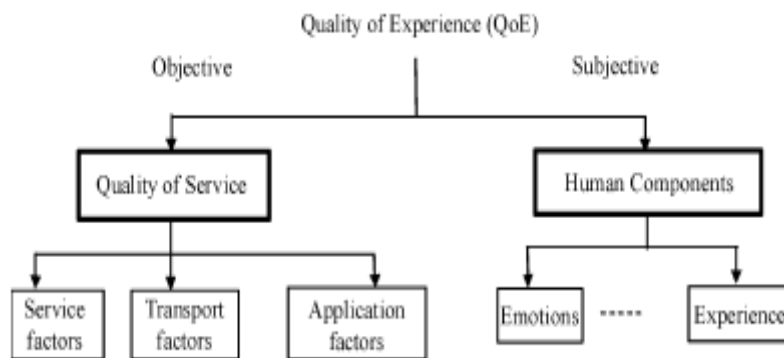 Quality of Experience (QoE)
Objective
Subjective
Quality of Service
Human Components
Service
factors
Transport
factors
Application
factors
Emotions
Experience